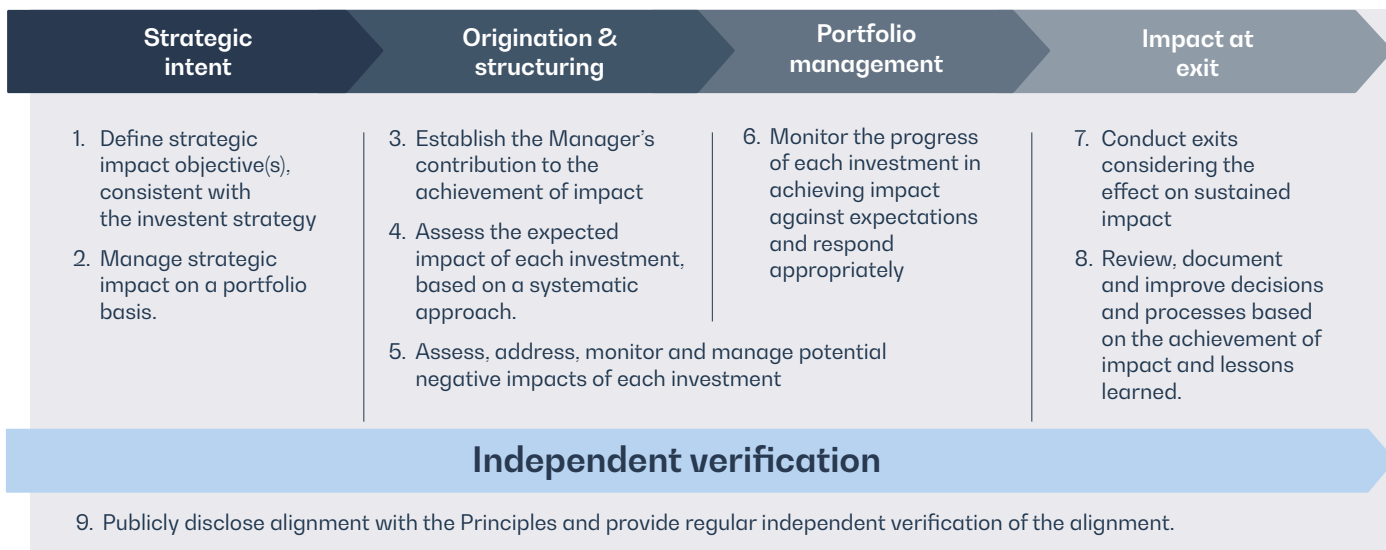 Strategic
intent
Origination &
structuring
Portfolio
management
Impact at
exit
1. Define strategic
impact objective(s),
consistent with
the investent strategy
2. Manage strategic
impact on a portfolio
basis.
3. Establish the Manager’s
contribution to the
achievement of impact
4. Assess the expected
impact of each investment,
based on a systematic
approach.
5. Assess, address, monitor and manage potential
negative impacts of each investment
6. Monitor the progress
of each investment in
achieving impact
against expectations
and respond
appropriately
7. Conduct exits
considering the
effect on sustained
impact
8. Review, document
and improve decisions
and processes based
on the achievement of
impact and lessons
learned.
Independent verification
9. Publicly disclose alignment with the Principles and provide regular independent verification of the alignment.